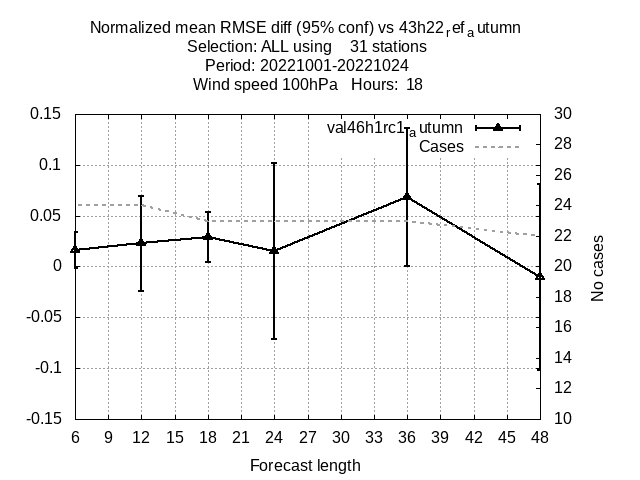 Normalized mean RMSE diff (95% conf) vs 43h22refautumn
Selection: ALL using 31 stations
Period: 20221001-20221024
Wind speed 100hPa Hours: 18
0.15
0.1
0.05
0
-0.05
-0.1
-0.15
val46h1rc1autumn
Cases
30
28
26
24
22
20
18
16
14
12
10
No cases
6 9 12 15 18 21 24 27 30 33 36 39 42 45 48
Forecast length